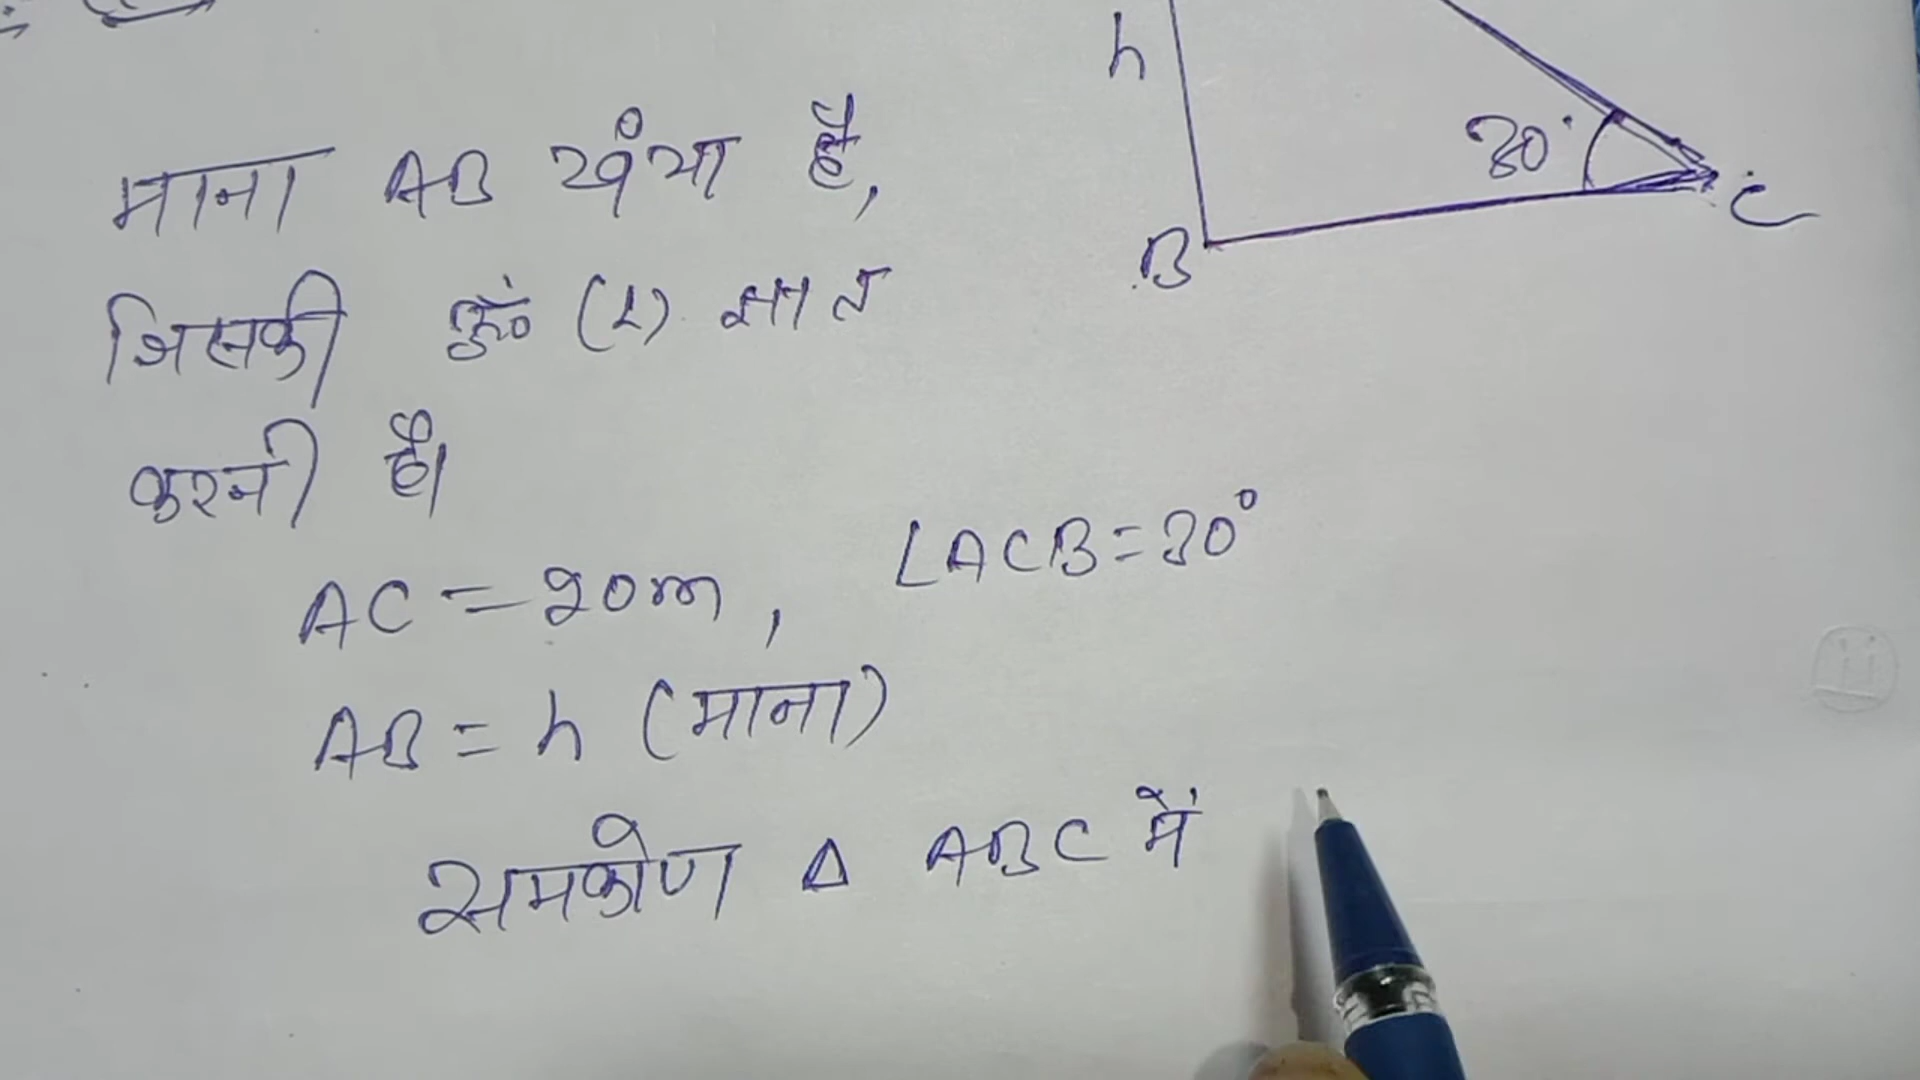 h
30°
B
C
माना AB खंभा है,
जिसकी ऊँ० (h) ज्ञात
करनी है।
AC = 20m, ∠ACB = 30°
AB = h (माना)
समकोण Δ ABC में